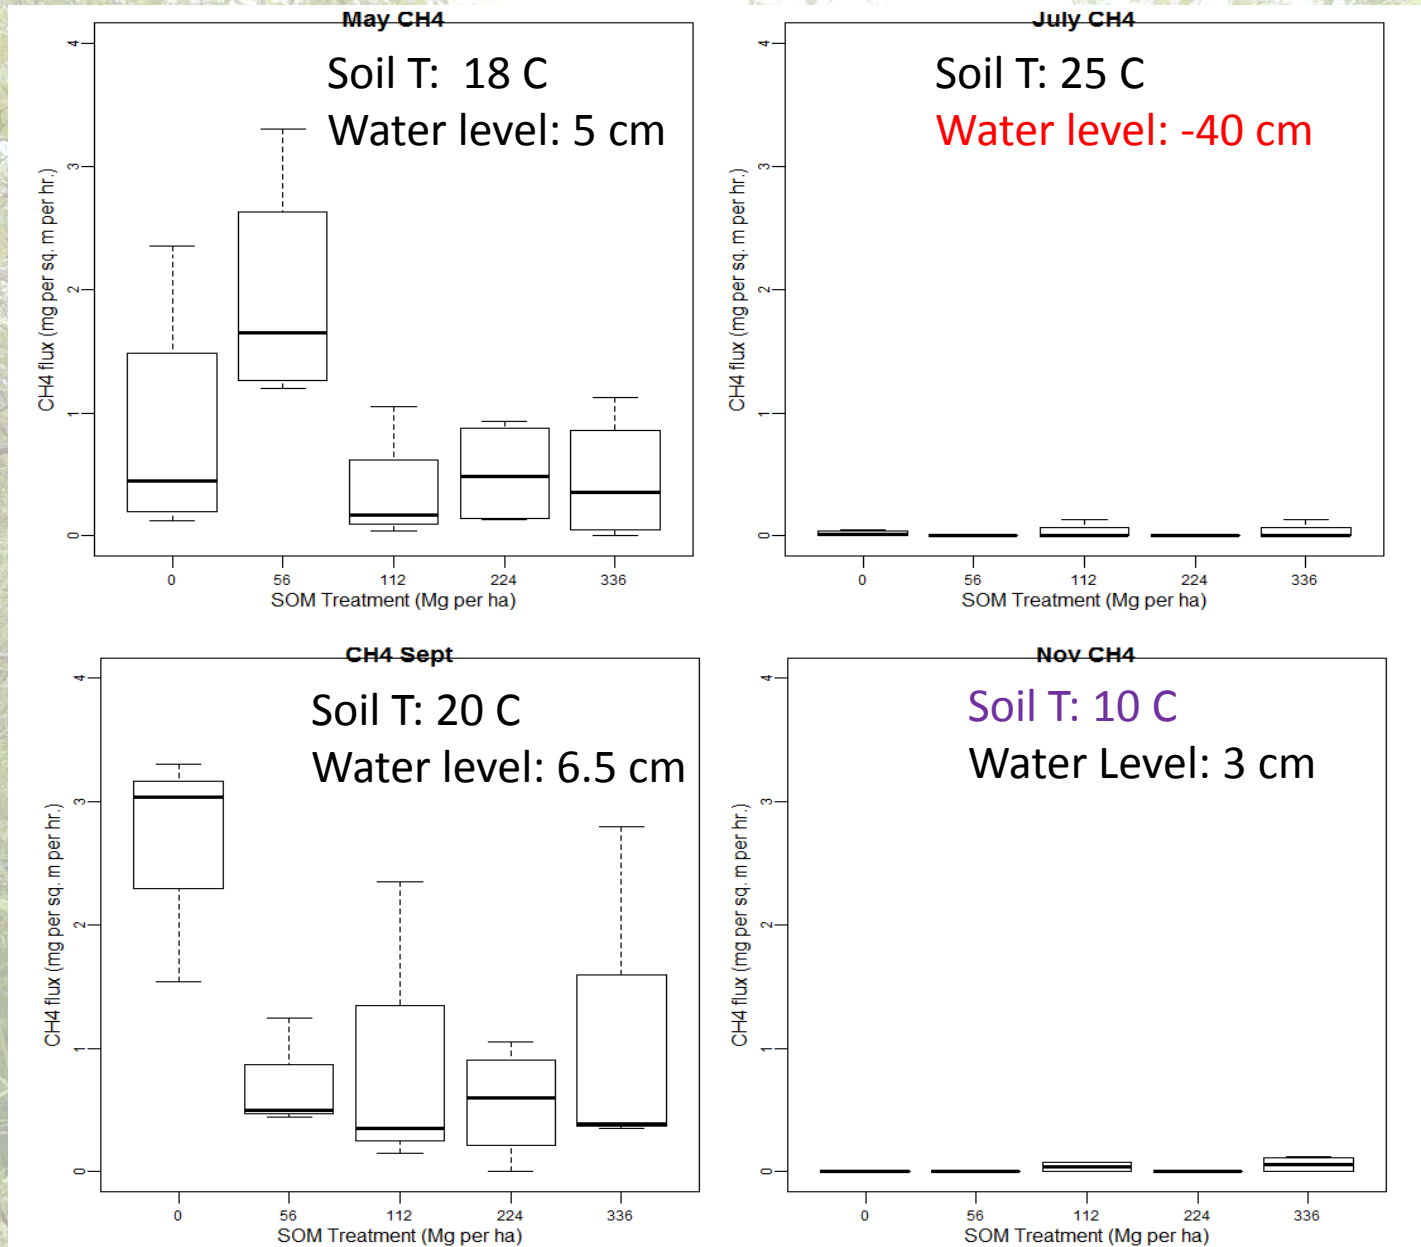 May CH4
Soil T:  18 C
Water level: 5 cm
CH4 flux (mg per sq. m per hr.)
4
3
2
1
0
0 56 112 224 336
SOM Treatment (Mg per ha)
July CH4
Soil T: 25 C
Water level: -40 cm
CH4 flux (mg per sq. m per hr.)
4
3
2
1
0
0 56 112 224 336
SOM Treatment (Mg per ha)
CH4 Sept
Soil T: 20 C
Water level: 6.5 cm
CH4 flux (mg per sq. m per hr.)
4
3
2
1
0
0 56 112 224 336
SOM Treatment (Mg per ha)
Nov CH4
Soil T: 10 C
Water Level: 3 cm
CH4 flux (mg per sq. m per hr.)
4
3
2
1
0
0 56 112 224 336
SOM Treatment (Mg per ha)